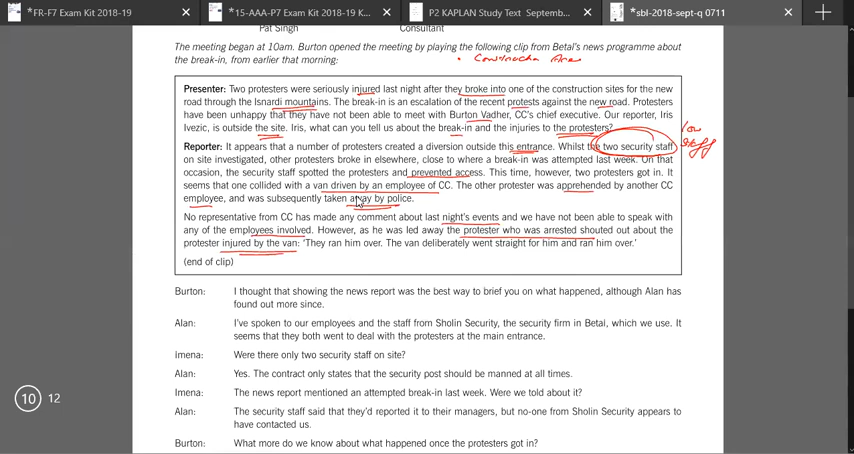 *FR-F7 Exam Kit 2018-19
*15-AAA-P7 Exam Kit 2018-19 K...
P2 KAPLAN Study Text Septemb...
*sbl-2018-sept-q 0711
Pat Singh Consultant
The meeting began at 10am. Burton opened the meeting by playing the following clip from Betal's news programme about
the break-in, from earlier that morning:
Presenter: Two protesters were seriously injured last night after they broke into one of the construction sites for the new
road through the Isnardi mountains. The break-in is an escalation of the recent protests against the new road. Protesters
have been unhappy that they have not been able to meet with Burton Vadher, CC's chief executive. Our reporter, Iris
Ivezic, is outside the site. Iris, what can you tell us about the break-in and the injuries to the protesters?
low
staff
Reporter: It appears that a number of protesters created a diversion outside this entrance. Whilst the two security staff
on site investigated, other protesters broke in elsewhere, close to where a break-in was attempted last week. On that
occasion, the security staff spotted the protesters and prevented access. This time, however, two protesters got in. It
seems that one collided with a van driven by an employee of CC. The other protester was apprehended by another CC
employee, and was subsequently taken away by police.
No representative from CC has made any comment about last night's events and we have not been able to speak with
any of the employees involved. However, as he was led away the protester who was arrested shouted out about the
protester injured by the van: 'They ran him over. The van deliberately went straight for him and ran him over.'
(end of clip)
Burton: I thought that showing the news report was the best way to brief you on what happened, although Alan has
found out more since.
Alan: I've spoken to our employees and the staff from Sholin Security, the security firm in Betal, which we use. It
seems that they both went to deal with the protesters at the main entrance.
Imena: Were there only two security staff on site?
Alan: Yes. The contract only states that the security post should be manned at all times.
Imena: The news report mentioned an attempted break-in last week. Were we told about it?
Alan: The security staff said that they'd reported it to their managers, but no-one from Sholin Security appears to
have contacted us.
Burton: What more do we know about what happened once the protesters got in?
10 12